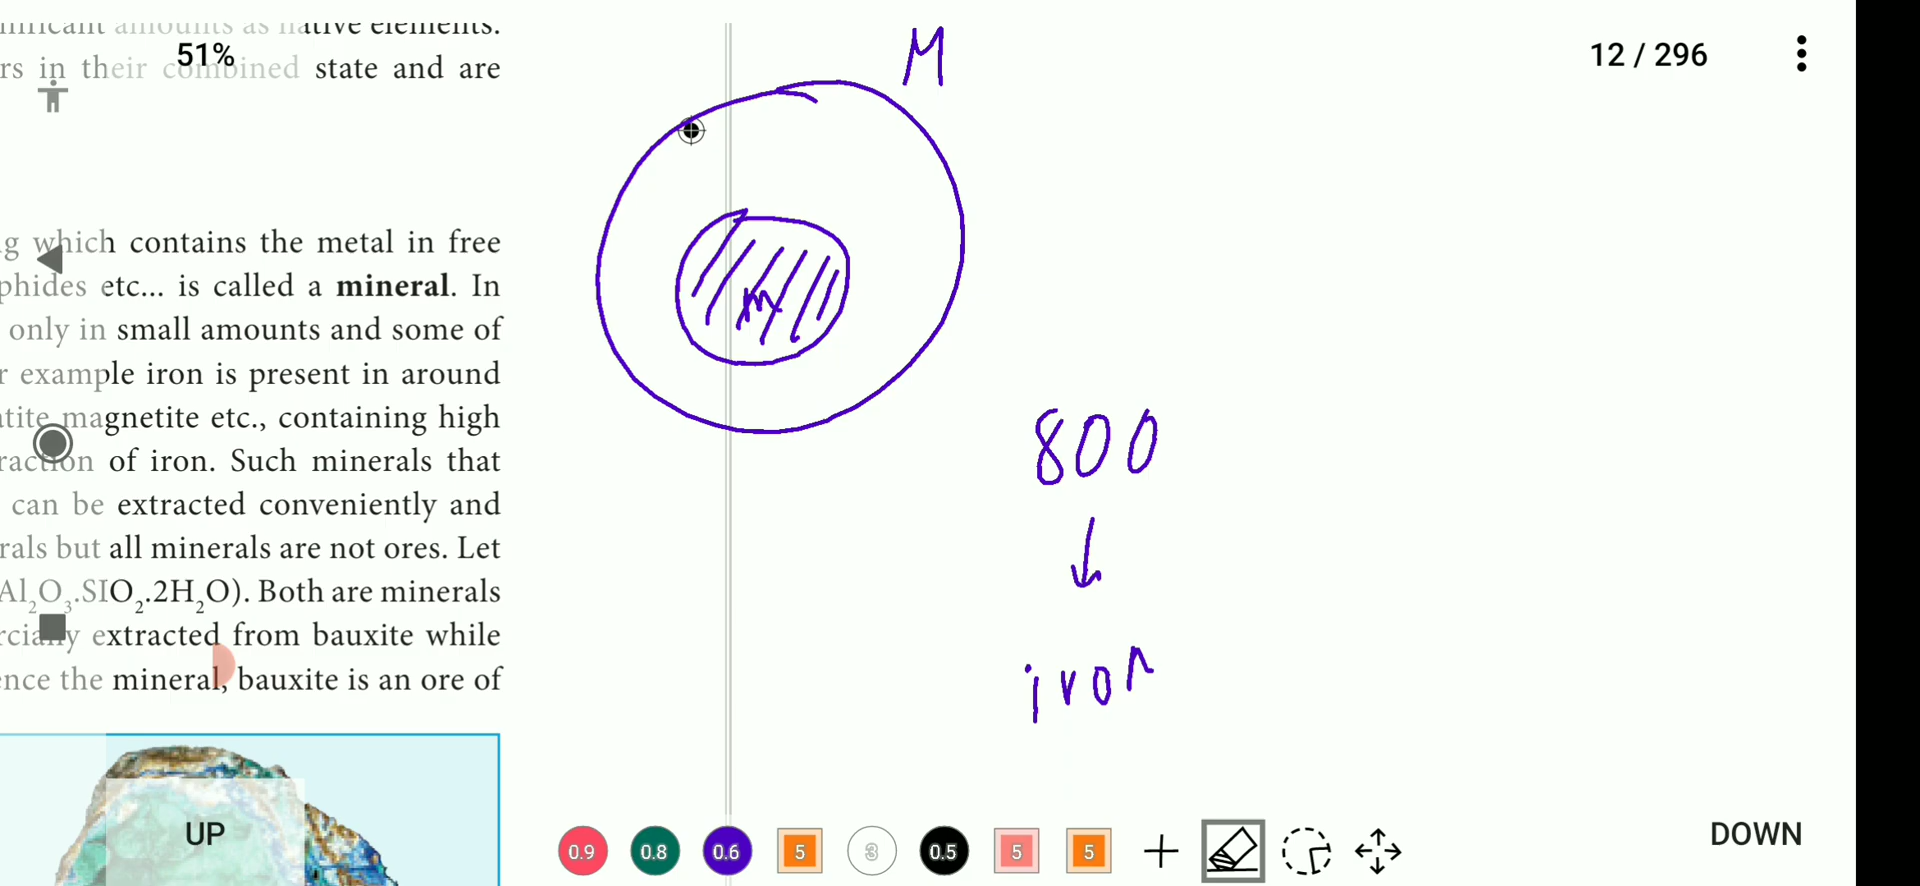 ative elements.
rs in their combined state and are
51%
M
12 / 296
g which contains the metal in free
phides etc... is called a mineral. In
only in small amounts and some of
m
r example iron is present in around
tite magnetite etc., containing high
raction of iron. Such minerals that
800
can be extracted conveniently and
rals but all minerals are not ores. Let
Al₂O₃.SIO₂.2H₂O). Both are minerals
extracted from bauxite while
iron
ence the mineral, bauxite is an ore of
UP
0.9 0.8 0.6 5 3 0.5 5 5
DOWN